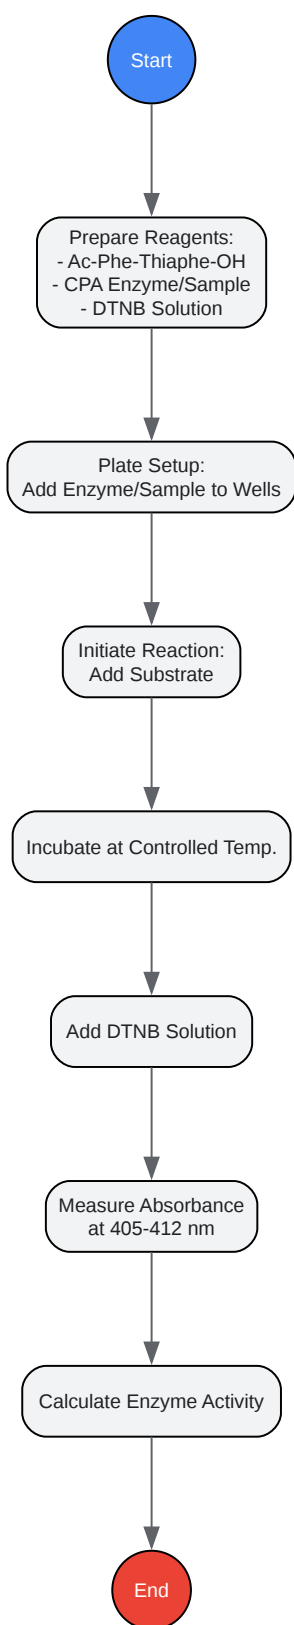 Start
Prepare Reagents:
- Ac-Phe-Thiaphe-OH
- CPA Enzyme/Sample
- DTNB Solution
Plate Setup:
Add Enzyme/Sample to Wells
Initiate Reaction:
Add Substrate
Incubate at Controlled Temp.
Add DTNB Solution
Measure Absorbance
at 405-412 nm
Calculate Enzyme Activity
End